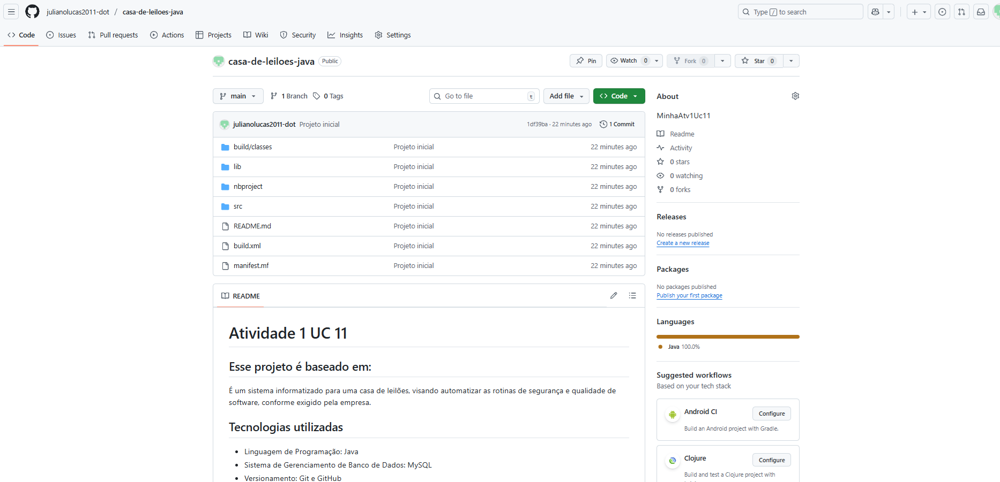 julianolucas2011-dot / casa-de-leiloes-java
Type / to search
Code Issues Pull requests Actions Projects Wiki Security Insights Settings
casa-de-leiloes-java Public
Pin Watch 0 Fork 0 Star 0
main 1 Branch 0 Tags Go to file t Add file Code
julianolucas2011-dot Projeto inicial 1df39ba · 22 minutes ago 1 Commit
build/classes Projeto inicial 22 minutes ago
lib Projeto inicial 22 minutes ago
nbproject Projeto inicial 22 minutes ago
src Projeto inicial 22 minutes ago
README.md Projeto inicial 22 minutes ago
build.xml Projeto inicial 22 minutes ago
manifest.mf Projeto inicial 22 minutes ago
README
Atividade 1 UC 11
Esse projeto é baseado em:
É um sistema informatizado para uma casa de leilões, visando automatizar as rotinas de segurança e qualidade de
software, conforme exigido pela empresa.
Tecnologias utilizadas
Linguagem de Programação: Java
Sistema de Gerenciamento de Banco de Dados: MySQL
Versionamento: Git e GitHub
About
MinhaAtv1Uc11
Readme
Activity
0 stars
0 watching
0 forks
Releases
No releases published
Create a new release
Packages
No packages published
Publish your first package
Languages
Java 100.0%
Suggested workflows
Based on your tech stack
Android CI Configure
Build an Android project with Gradle.
Clojure Configure
Build and test a Clojure project with